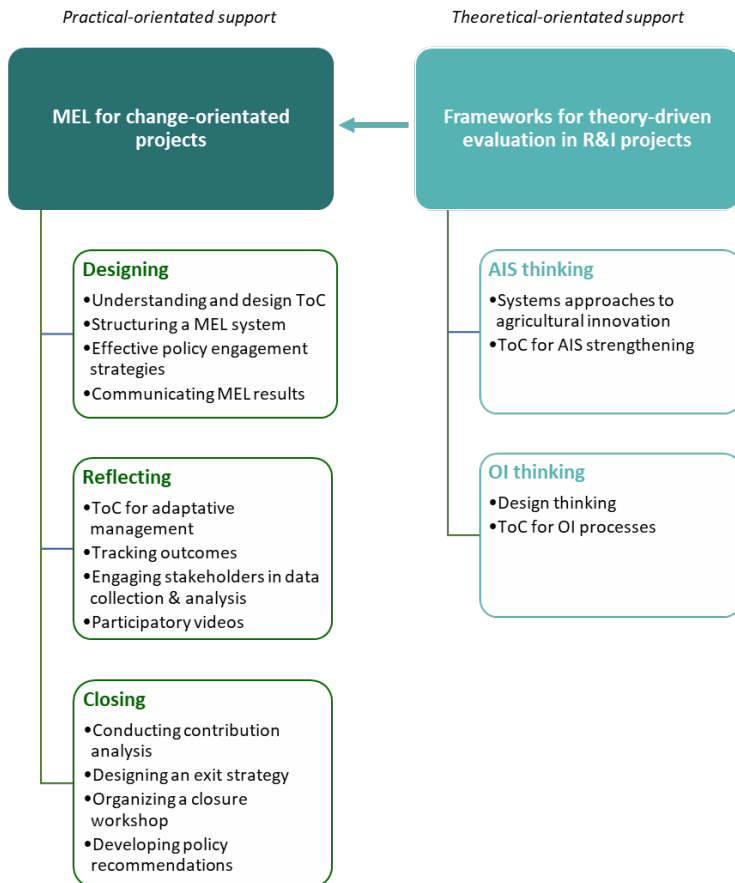 Practical-orientated support
Theoretical-orientated support
MEL for change-orientated
projects
Frameworks for theory-driven
evaluation in R&I projects
Designing
•Understanding and design ToC
•Structuring a MEL system
•Effective policy engagement
strategies
•Communicating MEL results
Reflecting
•ToC for adaptative
management
•Tracking outcomes
•Engaging stakeholders in data
collection & analysis
•Participatory videos
Closing
•Conducting contribution
analysis
•Designing an exit strategy
•Organizing a closure
workshop
•Developing policy
recommendations
AIS thinking
•Systems approaches to
agricultural innovation
•ToC for AIS strengthening
OI thinking
•Design thinking
•ToC for OI processes